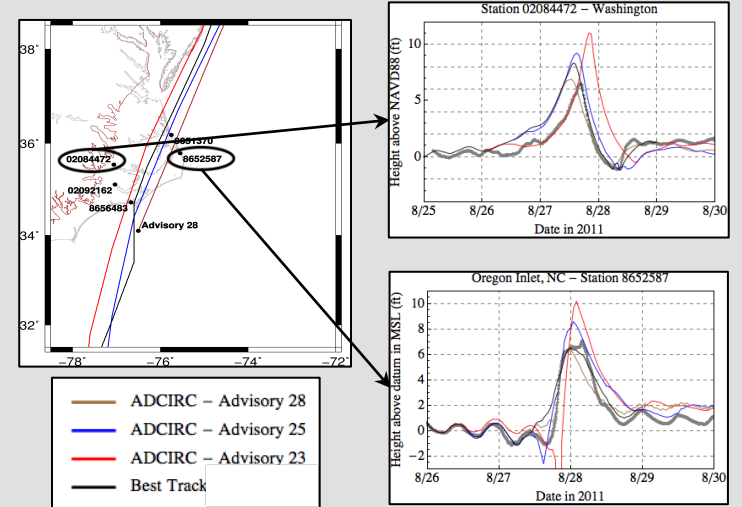 Station 02084472 − Washington
Height above NAVD88 (ft)
10
5
0
8/25 8/26 8/27 8/28 8/29 8/30
Date in 2011
38°
36°
34°
32°
−78 −76 −74 −72
8651370
02084472
8652587
02092162
8656483
Advisory 28
Oregon Inlet, NC − Station 8652587
Height above datum in MSL (ft)
10
8
6
4
2
0
−2
8/26 8/27 8/28 8/29 8/30
Date in 2011
ADCIRC − Advisory 28
ADCIRC − Advisory 25
ADCIRC − Advisory 23
Best Track